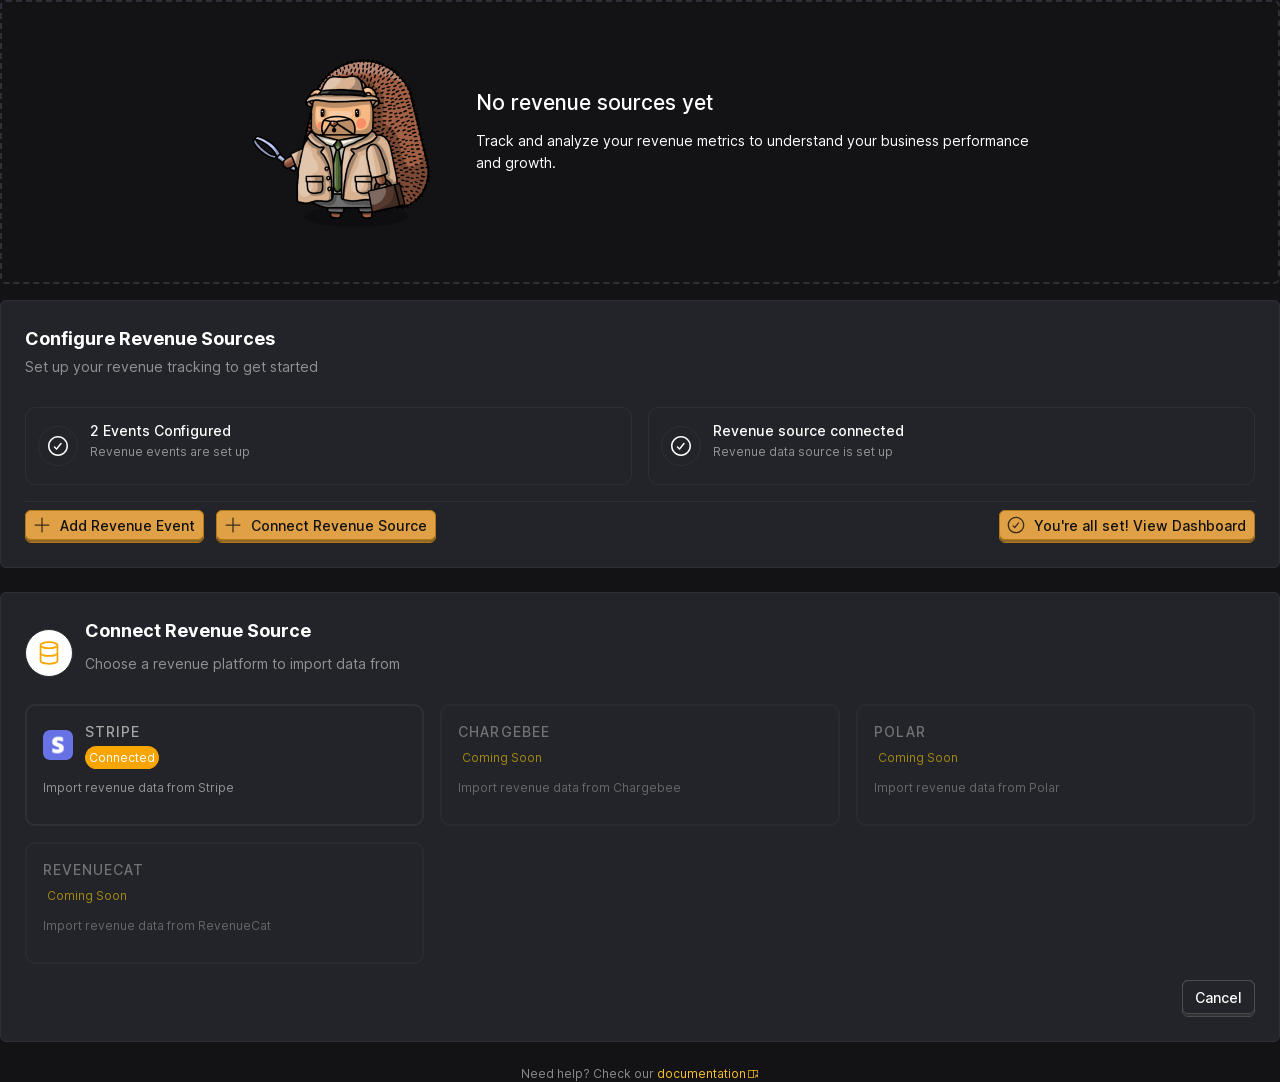 No revenue sources yet
Track and analyze your revenue metrics to understand your business performance
and growth.
Configure Revenue Sources
Set up your revenue tracking to get started
2 Events Configured
Revenue events are set up
Revenue source connected
Revenue data source is set up
Add Revenue Event
Connect Revenue Source
You're all set! View Dashboard
Connect Revenue Source
Choose a revenue platform to import data from
S
STRIPE
Connected
Import revenue data from Stripe
CHARGEBEE
Coming Soon
Import revenue data from Chargebee
POLAR
Coming Soon
Import revenue data from Polar
REVENUECAT
Coming Soon
Import revenue data from RevenueCat
Cancel
Need help? Check our documentation